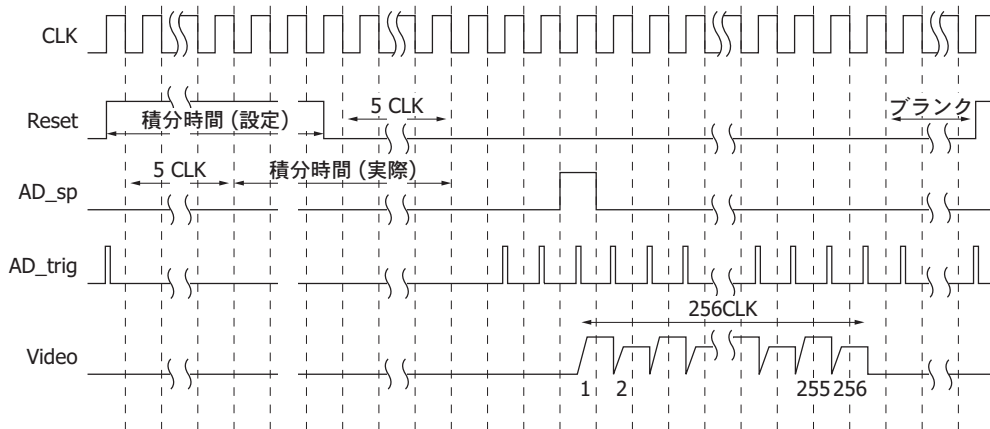 CLK
Reset
積分時間（設定）
5 CLK
ブランク
5 CLK
積分時間（実際）
AD_sp
AD_trig
256CLK
Video
1 2 255 256